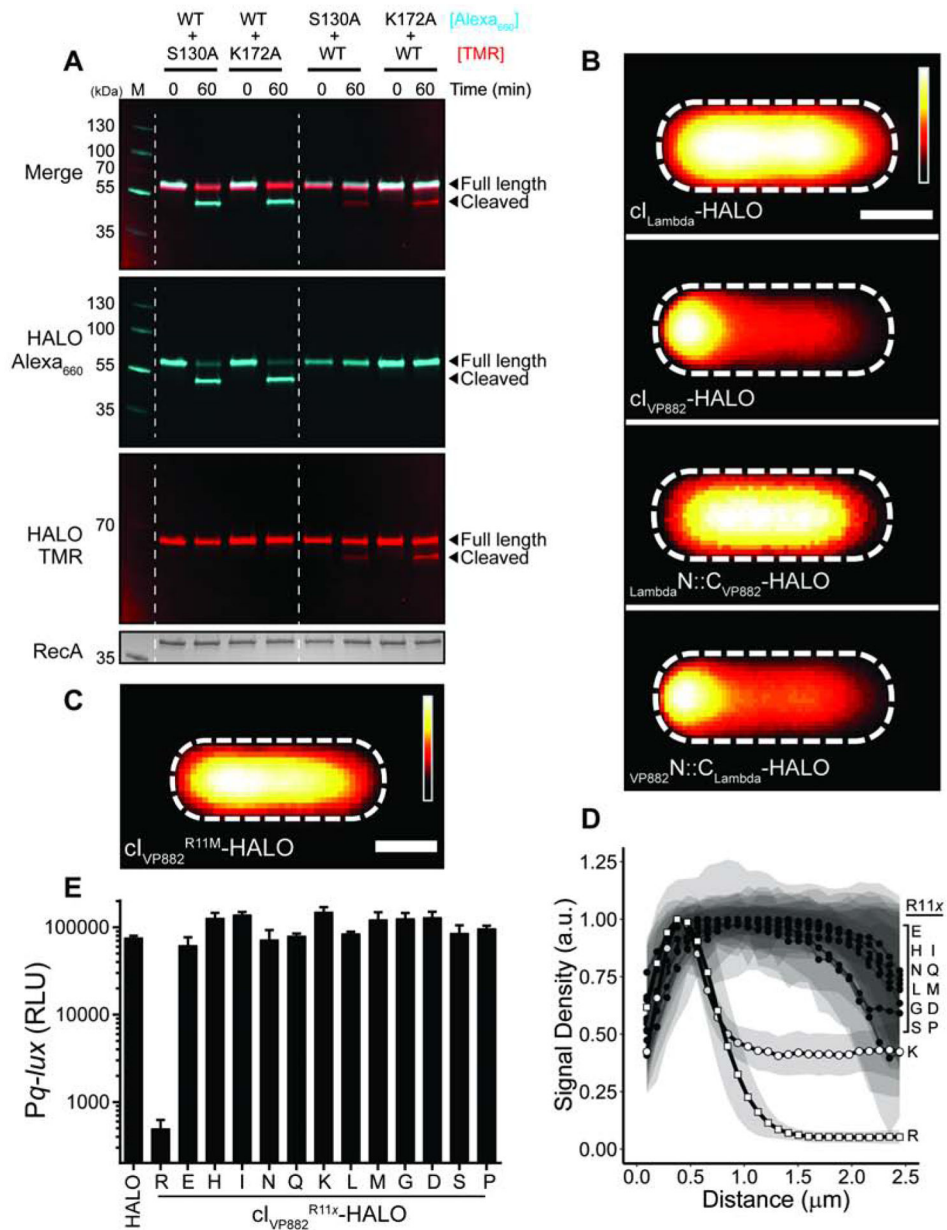 WT WT S130A K172A [Alexa660]
+ + + +
S130A K172A WT WT [TMR]
A
(kDa) M 0 60 0 60 0 60 0 60 Time (min)
130
100
70
55
35
Merge
Full length
Cleaved
130
100
55
35
HALO
Alexa660
Full length
Cleaved
70
HALO
TMR
Full length
Cleaved
RecA
35
B
cILambda-HALO
cIVP882-HALO
LambdaN::CVP882-HALO
VP882N::CLambda-HALO
C
cIVP882R11M-HALO
D
Signal Density (a.u.)
1.25
1.00
0.75
0.50
0.25
0.00
0 0.5 1.0 1.5 2.0 2.5
Distance (μm)
R11x
E
H I
N Q
L M
G D
S P
K
R
E
Pq-lux (RLU)
100000
10000
1000
HALO R E H I N Q K L M G D S P
cIVP882R11x-HALO